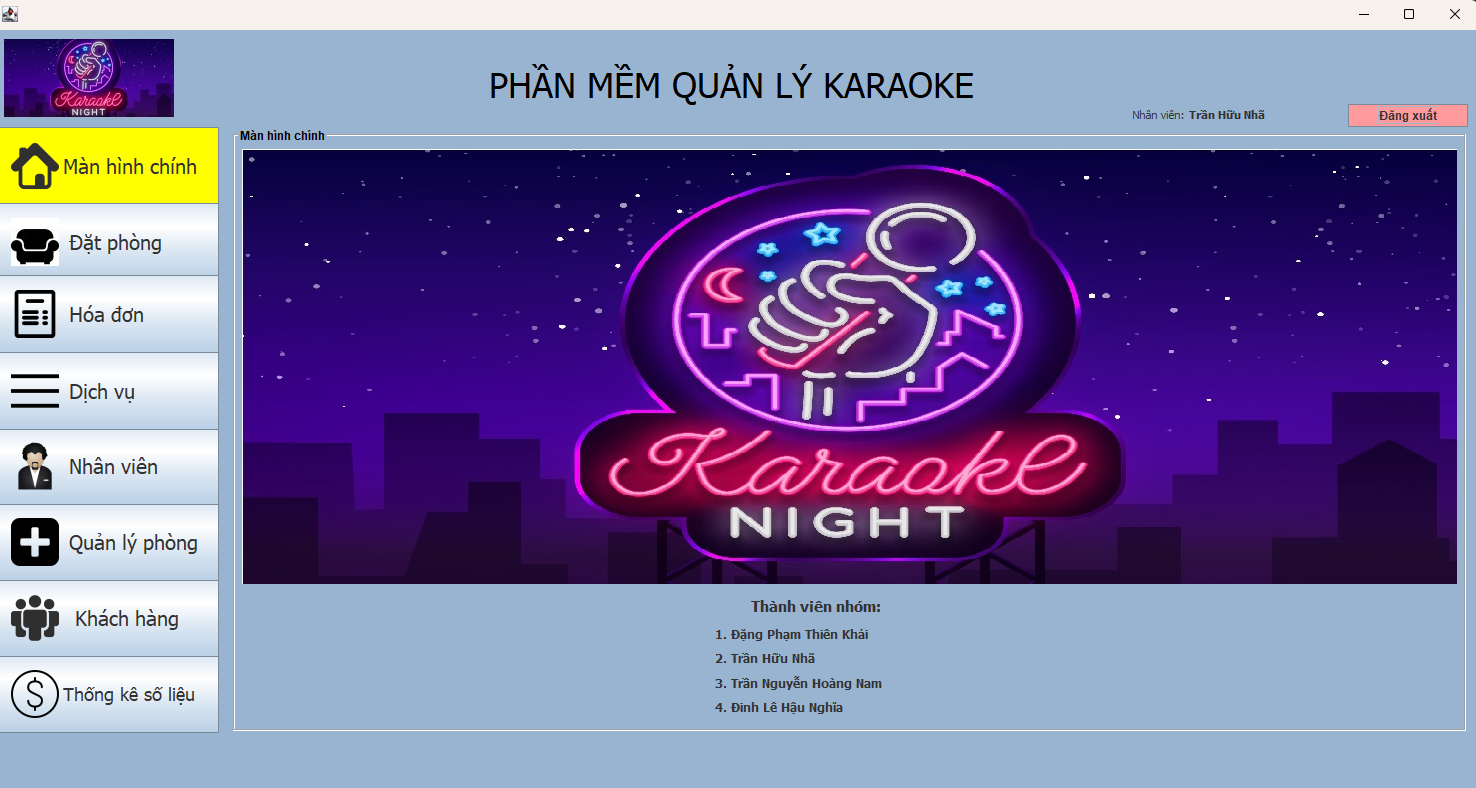 Karaoke
NIGHT
PHẦN MỀM QUẢN LÝ KARAOKE
Nhân viên: Trần Hữu Nhã
Đăng xuất
Màn hình chính
Đặt phòng
Hóa đơn
Dịch vụ
Nhân viên
Quản lý phòng
Khách hàng
Thống kê số liệu
Màn hình chính
Karaoke
NIGHT
Thành viên nhóm:
1. Đặng Phạm Thiên Khải
2. Trần Hữu Nhã
3. Trần Nguyễn Hoàng Nam
4. Đinh Lê Hậu Nghĩa